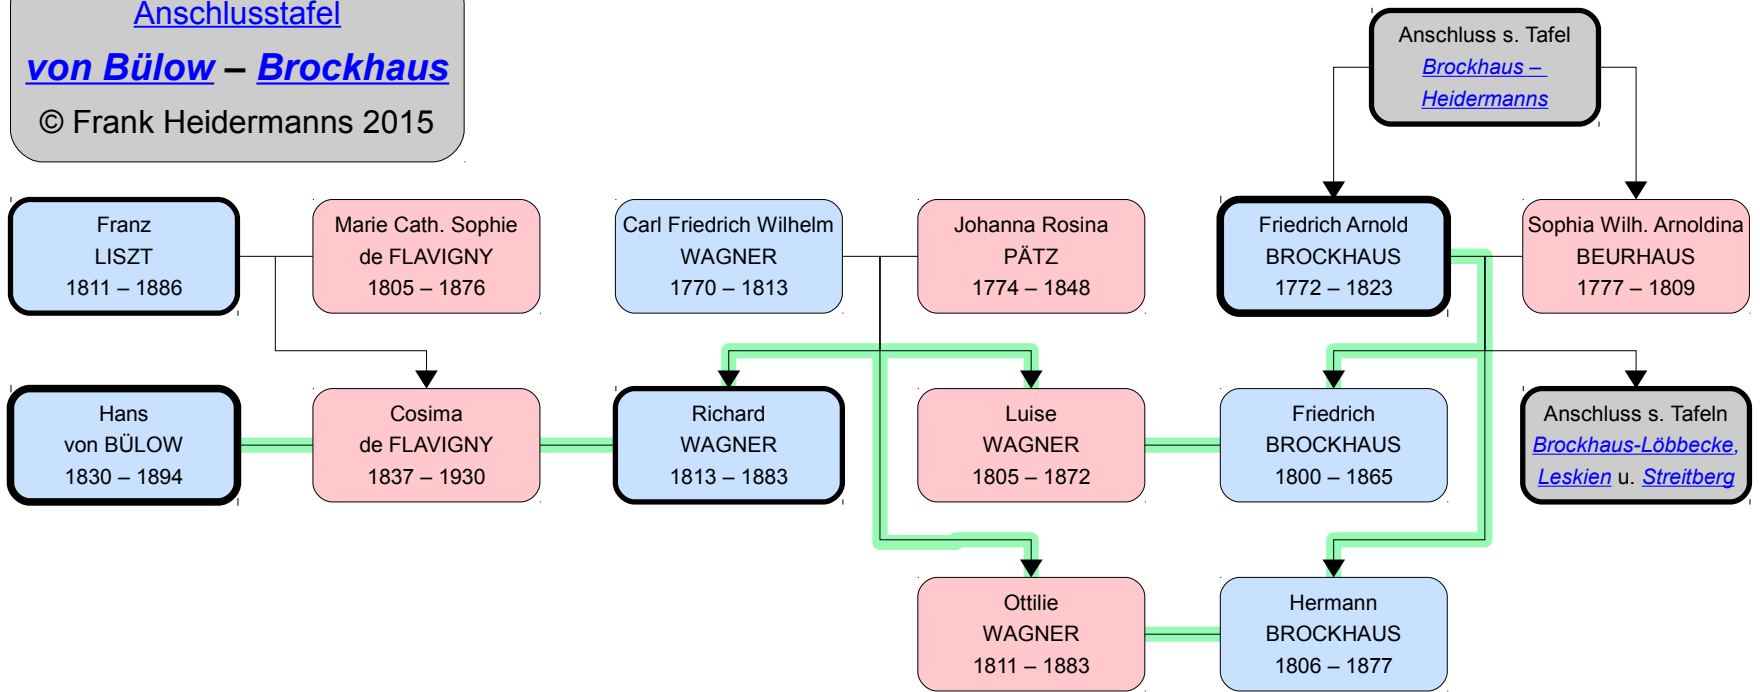 Anschlusstafel
von Bülow – Brockhaus
© Frank Heidermanns 2015
Anschluss s. Tafel
Brockhaus –
Heidermanns
Franz
LISZT
1811 – 1886
Marie Cath. Sophie
de FLAVIGNY
1805 – 1876
Carl Friedrich Wilhelm
WAGNER
1770 – 1813
Johanna Rosina
PÄTZ
1774 – 1848
Friedrich Arnold
BROCKHAUS
1772 – 1823
Sophia Wilh. Arnoldina
BEURHAUS
1777 – 1809
Hans
von BÜLOW
1830 – 1894
Cosima
de FLAVIGNY
1837 – 1930
Richard
WAGNER
1813 – 1883
Luise
WAGNER
1805 – 1872
Friedrich
BROCKHAUS
1800 – 1865
Anschluss s. Tafeln
Brockhaus-Löbbecke,
Leskien u. Streitberg
Ottilie
WAGNER
1811 – 1883
Hermann
BROCKHAUS
1806 – 1877